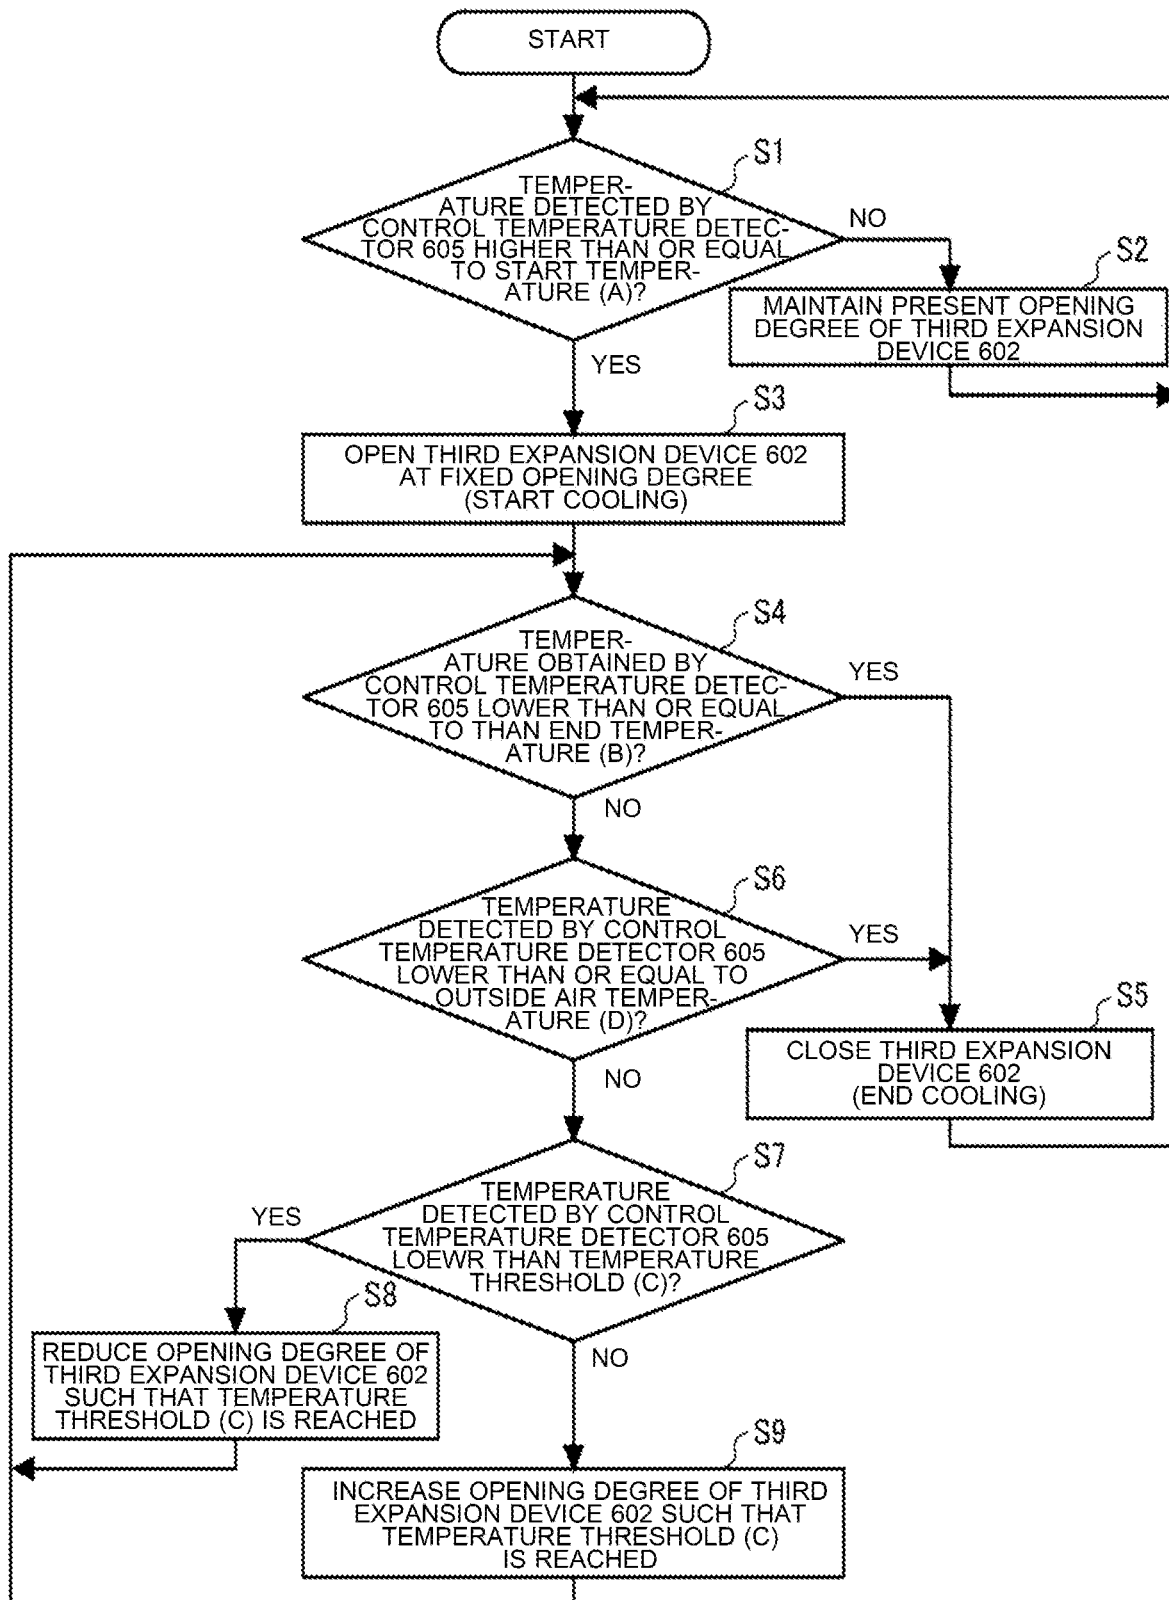 START
S1
TEMPER-
ATURE DETECTED BY
CONTROL TEMPERATURE DETEC-
TOR 605 HIGHER THAN OR EQUAL
TO START TEMPER-
ATURE (A)?
NO
S2
MAINTAIN PRESENT OPENING
DEGREE OF THIRD EXPANSION
DEVICE 602
YES
S3
OPEN THIRD EXPANSION DEVICE 602
AT FIXED OPENING DEGREE
(START COOLING)
S4
TEMPER-
ATURE OBTAINED BY
CONTROL TEMPERATURE DETEC-
TOR 605 LOWER THAN OR EQUAL
TO THAN END TEMPER-
ATURE (B)?
YES
NO
S6
TEMPERATURE
DETECTED BY CONTROL
TEMPERATURE DETECTOR 605
LOWER THAN OR EQUAL TO
OUTSIDE AIR TEMPER-
ATURE (D)?
YES
S5
CLOSE THIRD EXPANSION
DEVICE 602
(END COOLING)
NO
S7
TEMPERATURE
DETECTED BY CONTROL
TEMPERATURE DETECTOR 605
LOEWR THAN TEMPERATURE
THRESHOLD (C)?
YES
S8
REDUCE OPENING DEGREE OF
THIRD EXPANSION DEVICE 602
SUCH THAT TEMPERATURE
THRESHOLD (C) IS REACHED
NO
S9
INCREASE OPENING DEGREE OF THIRD
EXPANSION DEVICE 602 SUCH THAT
TEMPERATURE THRESHOLD (C)
IS REACHED